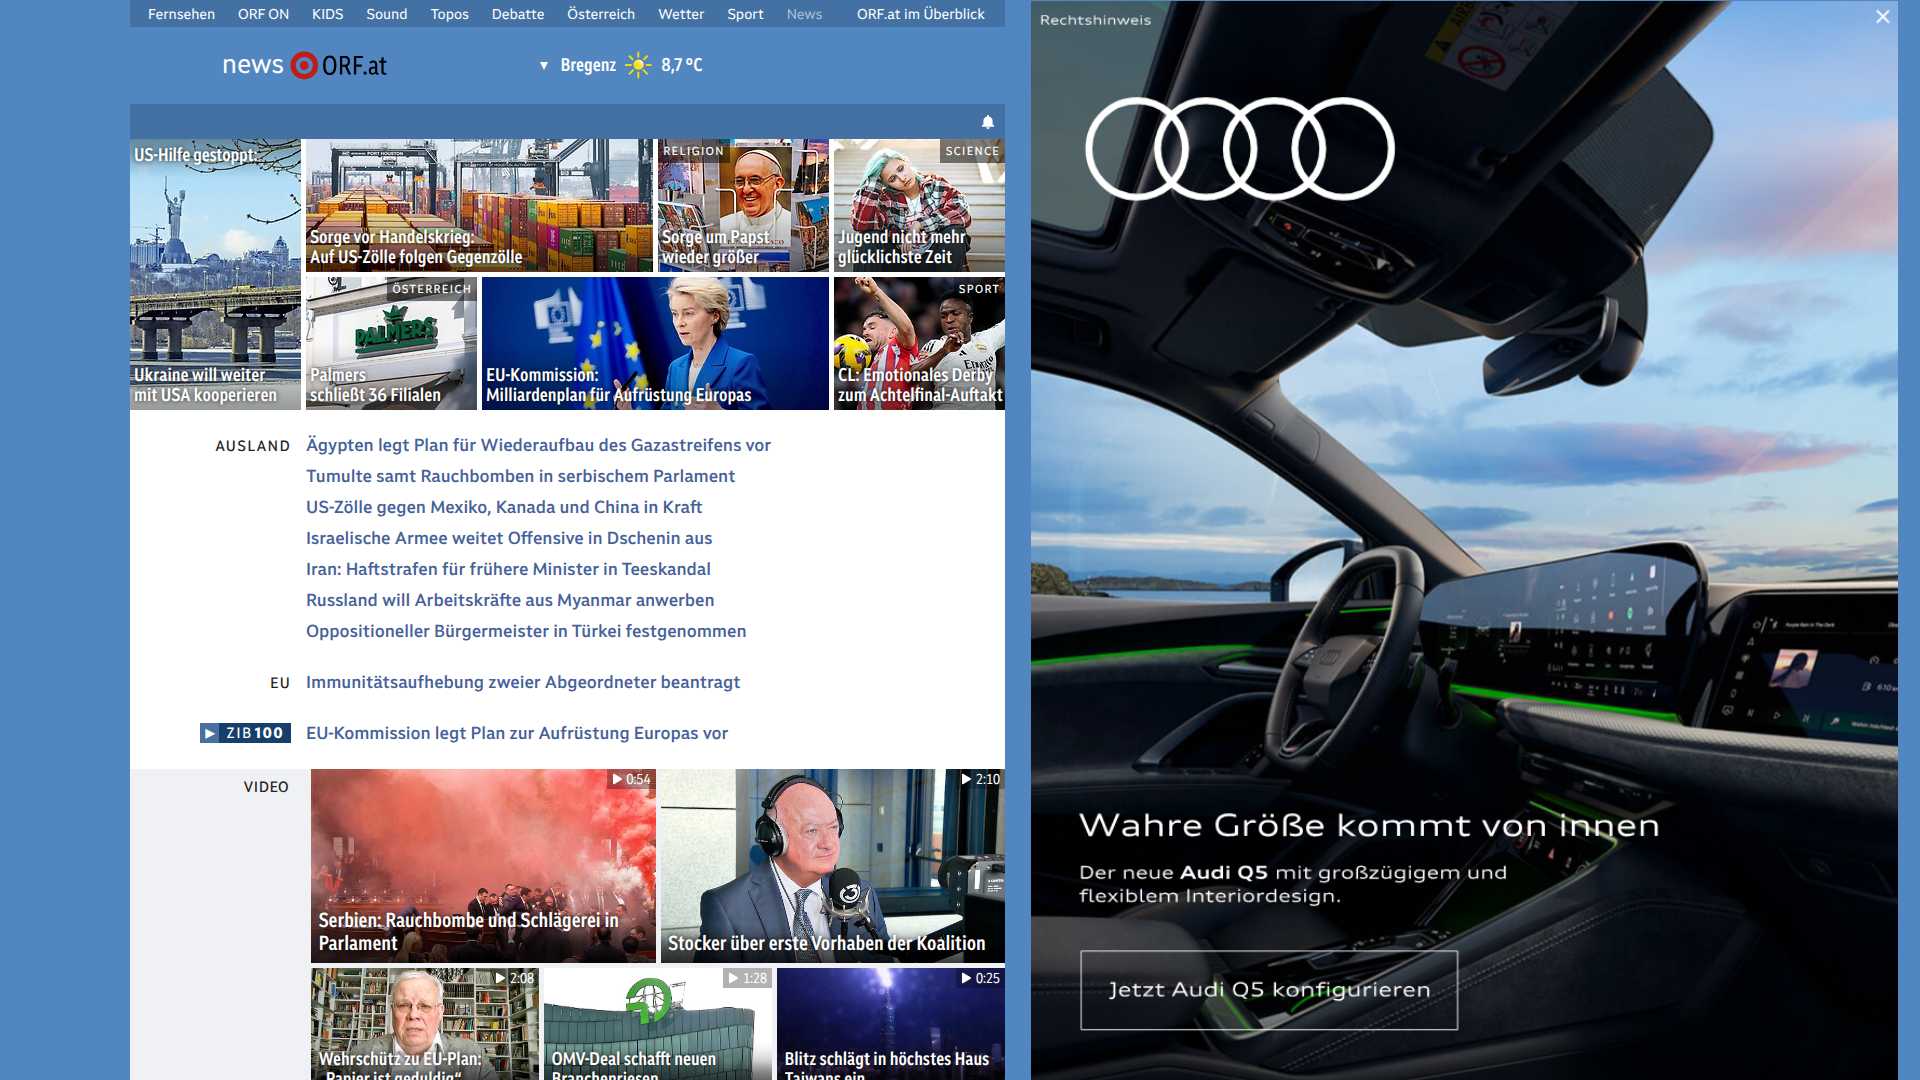 Fernsehen ORF ON KIDS Sound Topos Debatte Österreich Wetter Sport News ORF.at im Überblick
news ORF.at
Bregenz 8,7 °C
US-Hilfe gestoppt:
Ukraine will weiter
mit USA kooperieren
PORT HOUSTON
Sorge vor Handelskrieg:
Auf US-Zölle folgen Gegenzölle
RELIGION
Sorge um Papst
wieder größer
SCIENCE
Jugend nicht mehr
glücklichste Zeit
ÖSTERREICH
PALMERS
Palmers
schließt 36 Filialen
EU-Kommission:
Milliardenplan für Aufrüstung Europas
SPORT
CL: Emotionales Derby
zum Achtelfinal-Auftakt
AUSLAND
Ägypten legt Plan für Wiederaufbau des Gazastreifens vor
Tumulte samt Rauchbomben in serbischem Parlament
US-Zölle gegen Mexiko, Kanada und China in Kraft
Israelische Armee weitet Offensive in Dschenin aus
Iran: Haftstrafen für frühere Minister in Teeskandal
Russland will Arbeitskräfte aus Myanmar anwerben
Oppositioneller Bürgermeister in Türkei festgenommen
EU
Immunitätsaufhebung zweier Abgeordneter beantragt
ZIB100
EU-Kommission legt Plan zur Aufrüstung Europas vor
VIDEO
0:54
Serbien: Rauchbombe und Schlägerei in
Parlament
2:10
Stocker über erste Vorhaben der Koalition
2:08
Wehrschütz zu EU-Plan:
„Papier ist geduldig“
1:28
OMV-Deal schafft neuen
Branchenriesen
0:25
Blitz schlägt in höchstes Haus
Taiwans ein
Rechtshinweis
Wahre Größe kommt von innen
Der neue Audi Q5 mit großzügigem und
flexiblem Interiordesign.
Jetzt Audi Q5 konfigurieren